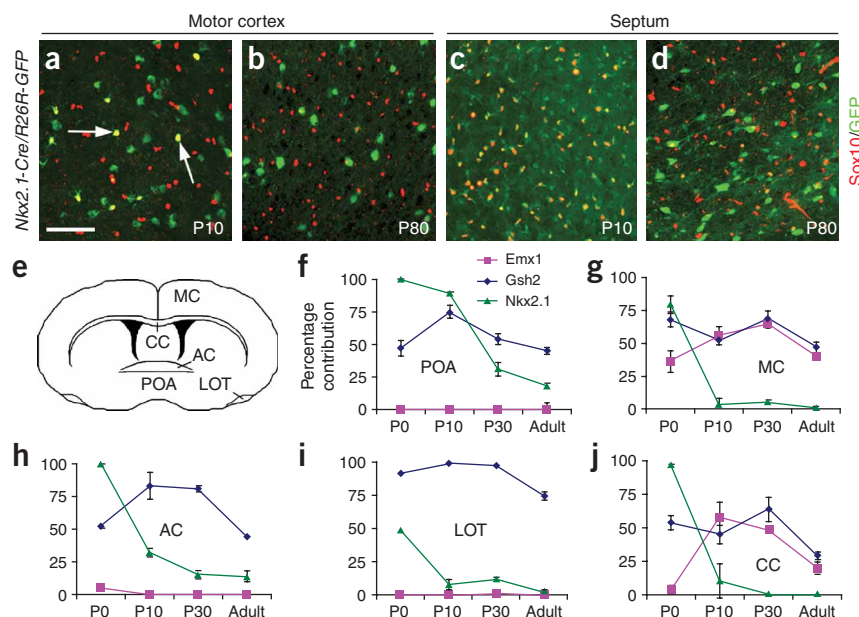 Motor cortex Septum
Nkx2.1-Cre/R26R-GFP
a P10
b P80
c P10
d P80
Sox10/GFP
e
MC
CC
AC
POA LOT
f
Emx1
Gsh2
Nkx2.1
Percentage contribution
100
75
50
25
0
POA
P0 P10 P30 Adult
g
100
75
50
25
0
MC
P0 P10 P30 Adult
h
100
75
50
25
0
AC
P0 P10 P30 Adult
i
100
75
50
25
0
LOT
P0 P10 P30 Adult
j
100
75
50
25
0
CC
P0 P10 P30 Adult